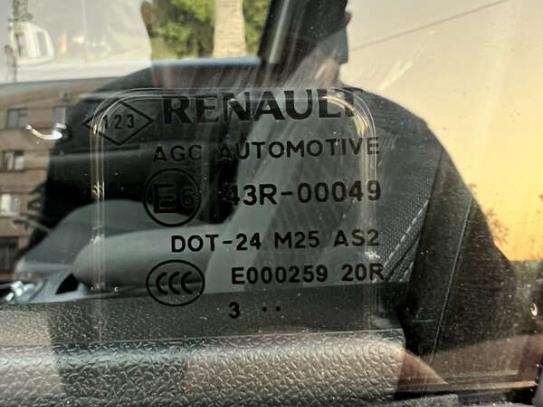 123 RENAULT
AGC AUTOMOTIVE
E6 43R-00049
DOT-24 M25 AS2
CCC E000259 20R
3 ..